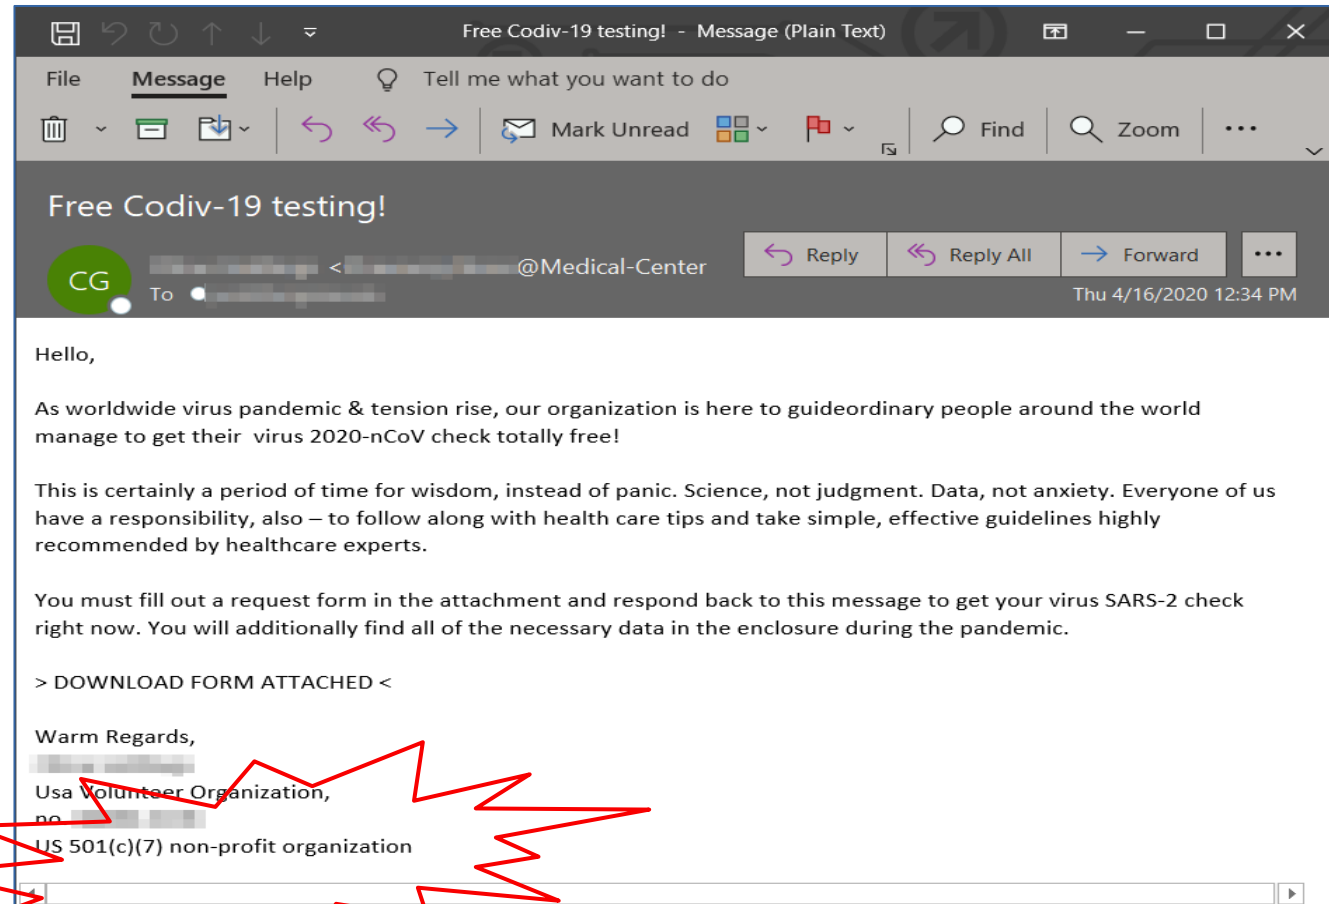 Free Codiv-19 testing! - Message (Plain Text)
File Message Help Tell me what you want to do
Mark Unread Find Zoom
Free Codiv-19 testing!
CG < @Medical-Center
Reply Reply All Forward
To
Thu 4/16/2020 12:34 PM
Hello,
As worldwide virus pandemic & tension rise, our organization is here to guideordinary people around the world
manage to get their virus 2020-nCoV check totally free!
This is certainly a period of time for wisdom, instead of panic. Science, not judgment. Data, not anxiety. Everyone of us
have a responsibility, also – to follow along with health care tips and take simple, effective guidelines highly
recommended by healthcare experts.
You must fill out a request form in the attachment and respond back to this message to get your virus SARS-2 check
right now. You will additionally find all of the necessary data in the enclosure during the pandemic.
> DOWNLOAD FORM ATTACHED <
Warm Regards,
Usa Volunteer Organization,
no
US 501(c)(7) non-profit organization